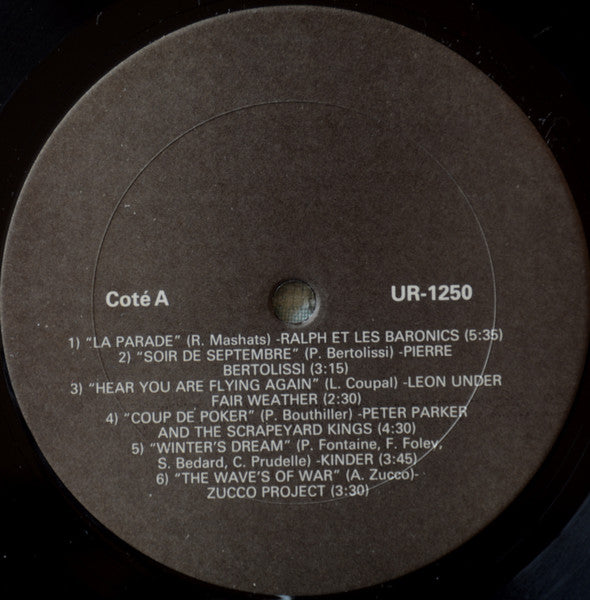 Coté A
UR-1250
1) "LA PARADE" (R. Mashats) -RALPH ET LES BARONICS (5:35)
2) "SOIR DE SEPTEMBRE" (P. Bertolissi) -PIERRE
BERTOLISSI (3:15)
3) "HEAR YOU ARE FLYING AGAIN" (L. Coupal) -LEON UNDER
FAIR WEATHER (2:30)
4) "COUP DE POKER" (P. Bouthiller) -PETER PARKER
AND THE SCRAPEYARD KINGS (4:30)
5) "WINTER'S DREAM" (P. Fontaine, F. Foley,
S. Bedard, C. Prudelle) -KINDER (3:45)
6) "THE WAVE'S OF WAR" (A. Zucco)-
ZUCCO PROJECT (3:30)